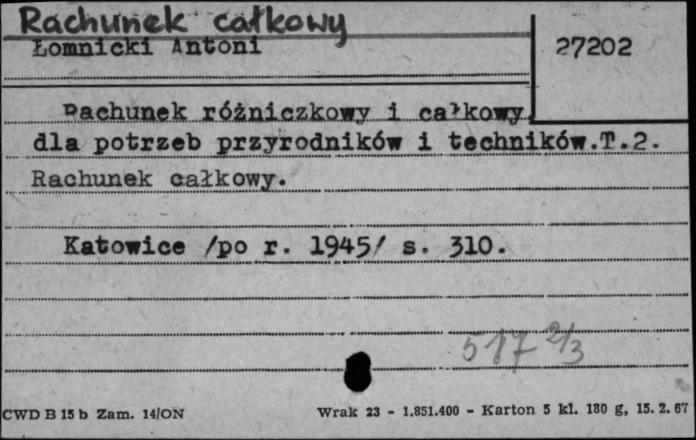 Rachunek całkowy
Łomnicki Antoni
27202
Rachunek różniczkowy i całkowy
dla potrzeb przyrodników i techników.T.2.
Rachunek całkowy.
Katowice /po r. 1945/ s. 310.
517 2/3
CWD B 15 b Zam. 14/ON
Wrak 23 - 1.851.400 - Karton 5 kl. 180 g, 15. 2. 67